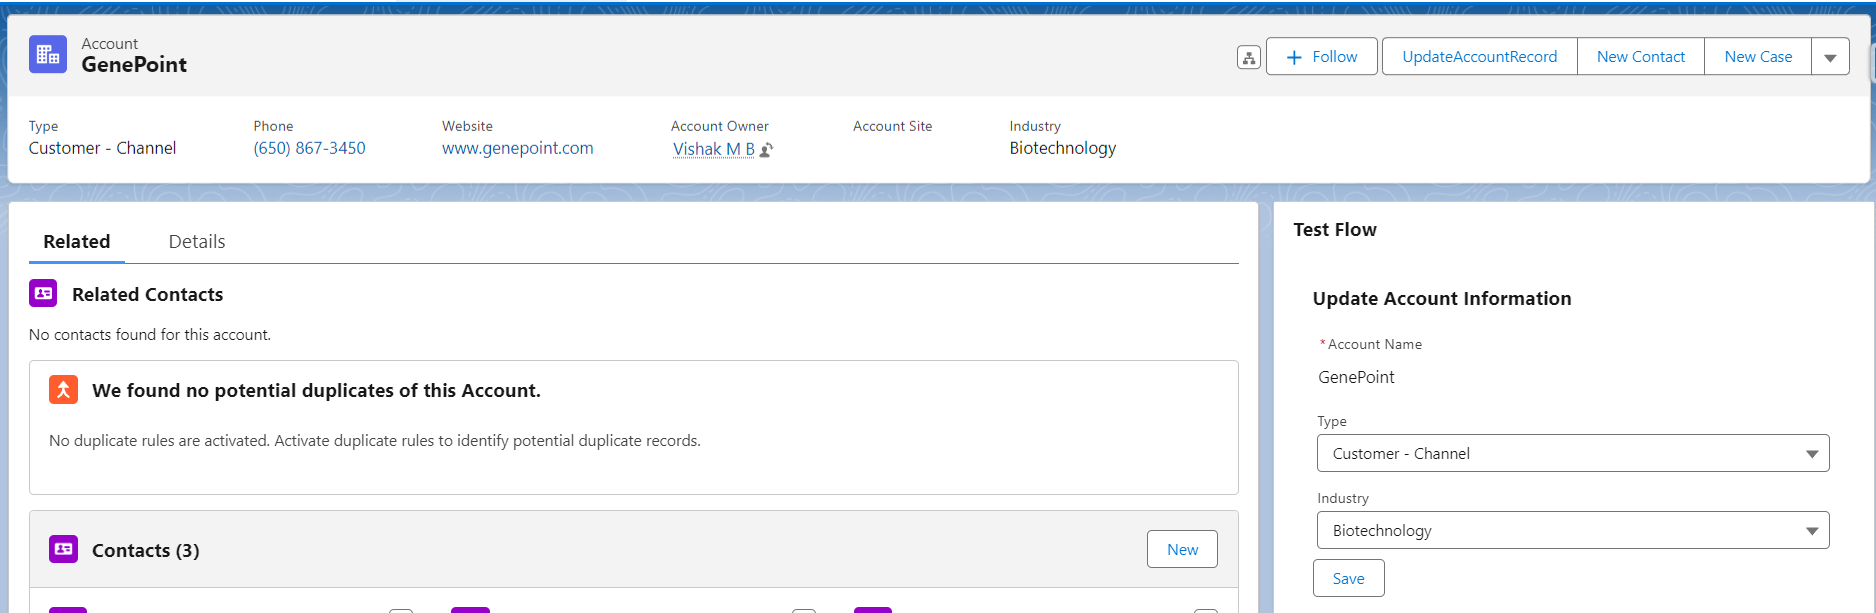 Account
GenePoint
Follow
UpdateAccountRecord
New Contact
New Case
Type
Phone
Website
Account Owner
Account Site
Industry
Customer - Channel
(650) 867-3450
www.genepoint.com
Vishak M B
Biotechnology
Related
Details
Related Contacts
No contacts found for this account.
We found no potential duplicates of this Account.
No duplicate rules are activated. Activate duplicate rules to identify potential duplicate records.
Contacts (3)
New
Test Flow
Update Account Information
*Account Name
GenePoint
Type
Customer - Channel
Industry
Biotechnology
Save